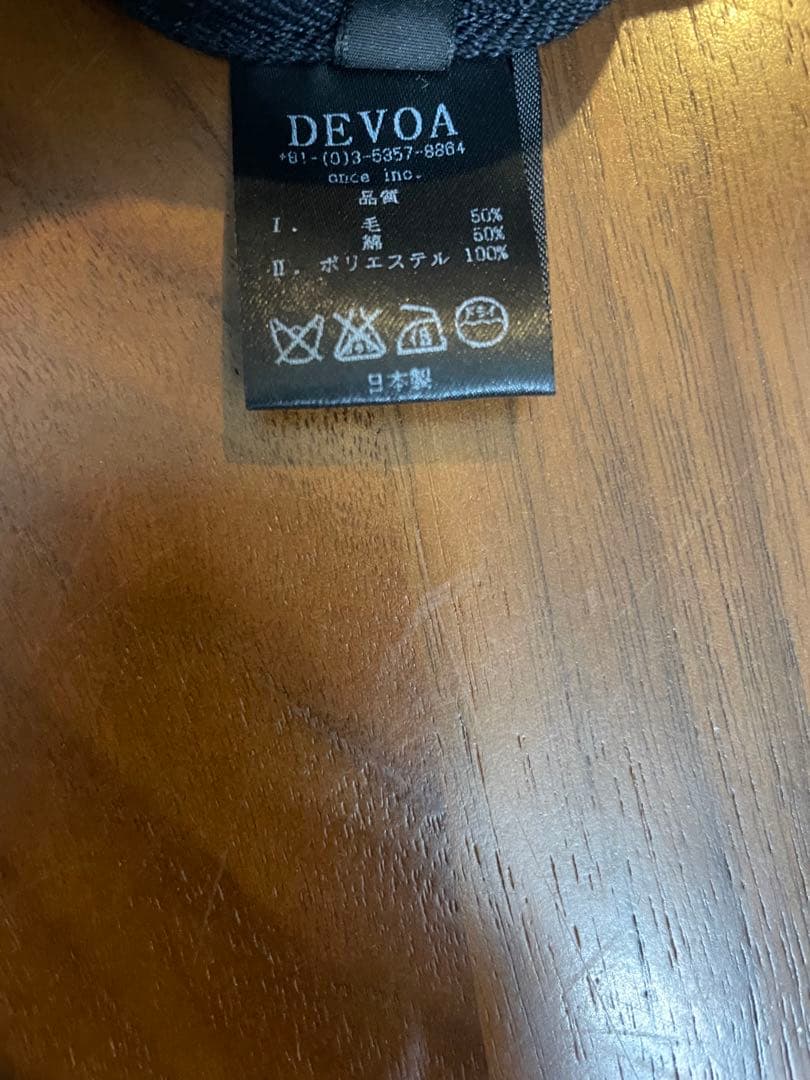 DEVOA
*81-(0)3-5357-8864
once inc.
品質
I. 毛 50%
綿 50%
II. ポリエステル 100%
ドライ
日本製